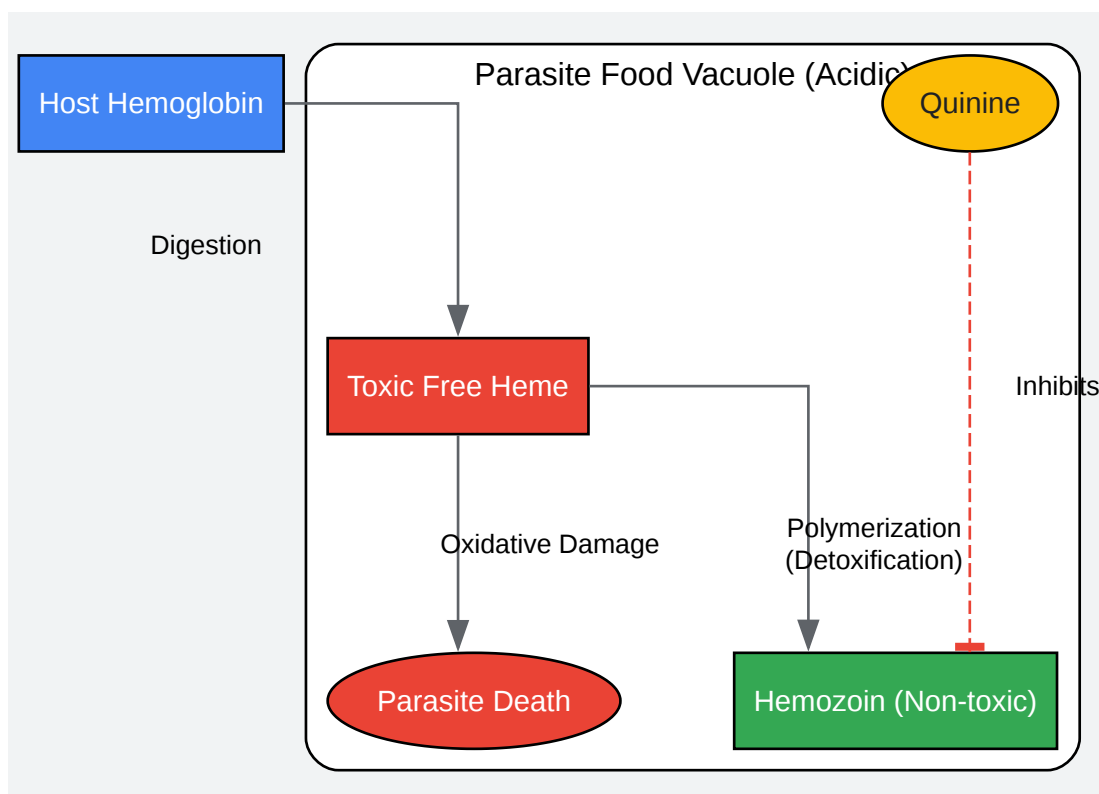 Parasite Food Vacuole (Acidic)
Host Hemoglobin
Quinine
Digestion
Toxic Free Heme
Inhibits
Oxidative Damage
Polymerization
(Detoxification)
Parasite Death
Hemozoin (Non-toxic)